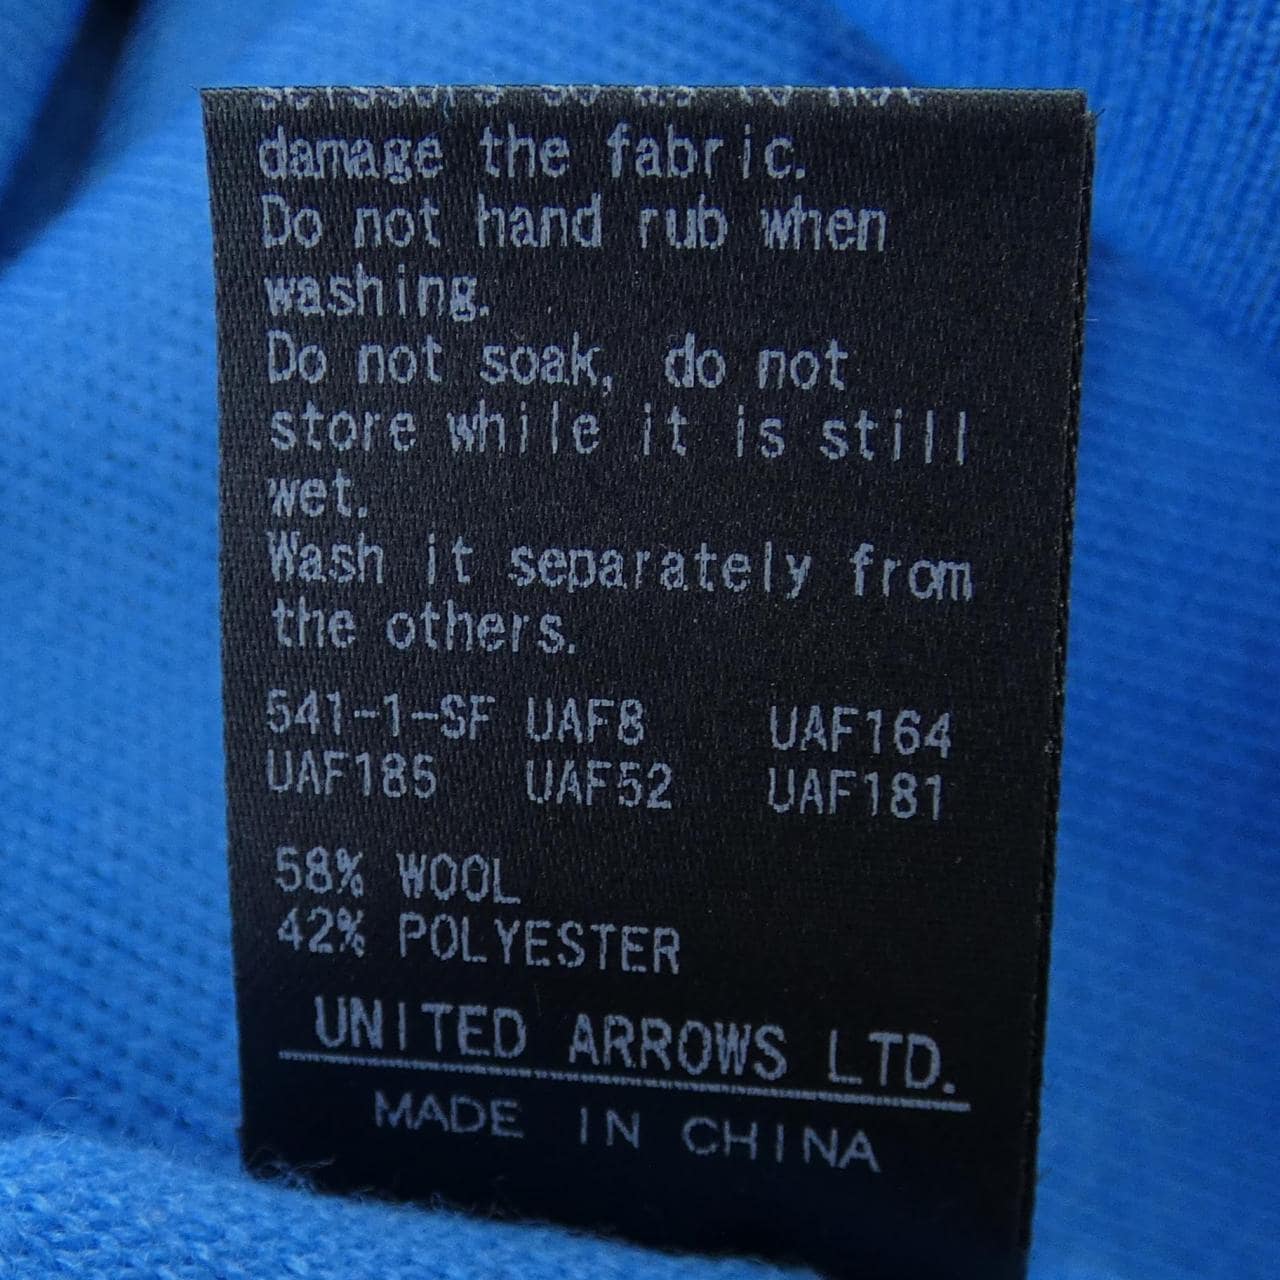 damage the fabric.
Do not hand rub when
washing.
Do not soak, do not
store while it is still
wet.
Wash it separately from
the others.
541-1-SF UAF8 UAF164
UAF185 UAF52 UAF181
58% WOOL
42% POLYESTER
UNITED ARROWS LTD.
MADE IN CHINA